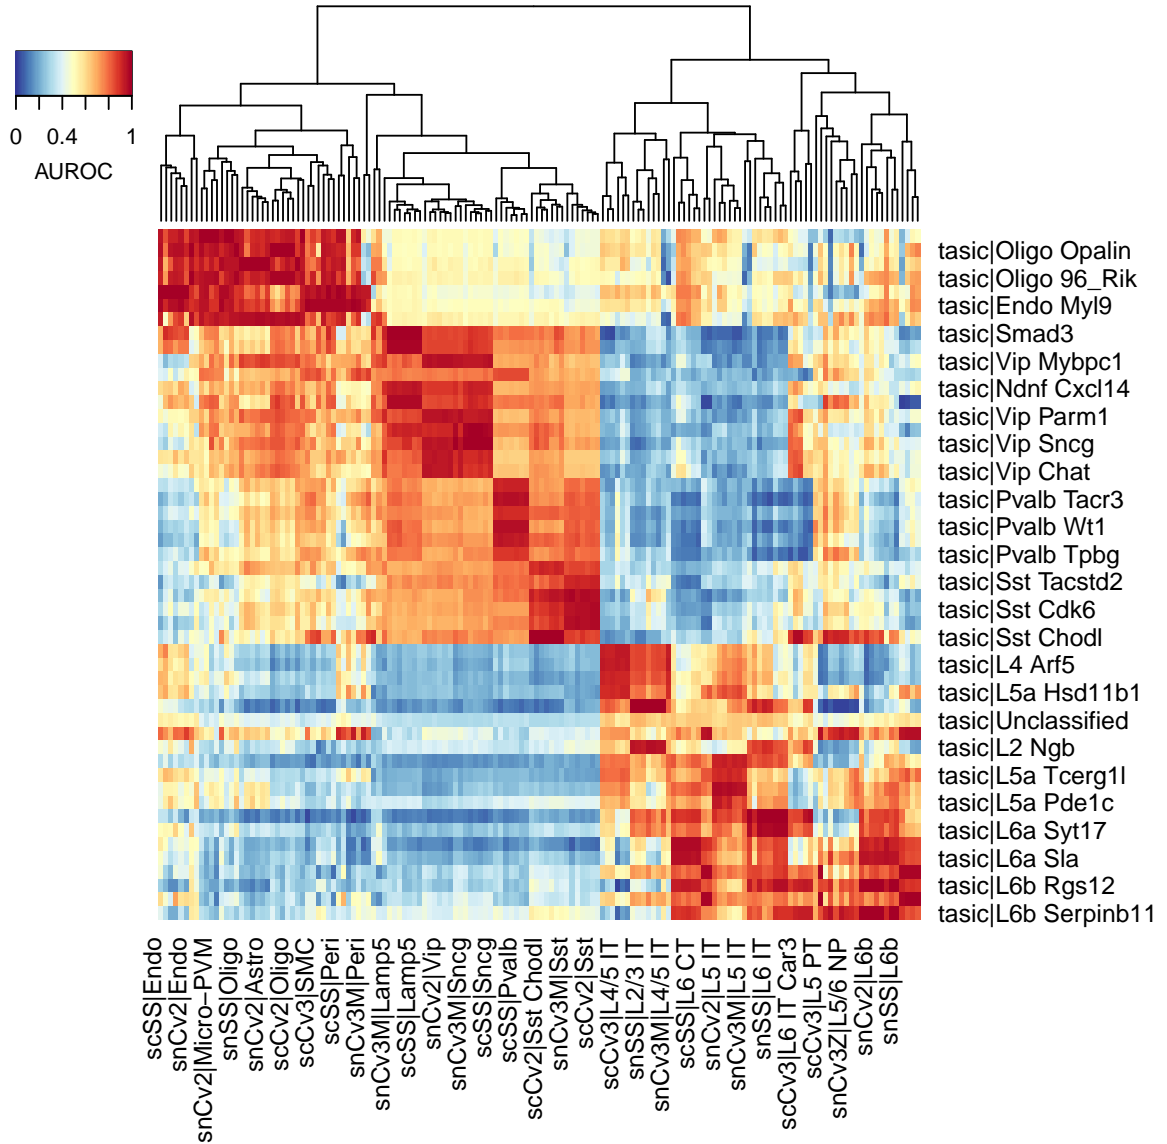 0 0.4 1
AUROC
tasic|Oligo Opalin
tasic|Oligo 96_Rik
tasic|Endo Myl9
tasic|Smad3
tasic|Vip Mybpc1
tasic|Ndnf Cxcl14
tasic|Vip Parm1
tasic|Vip Sncg
tasic|Vip Chat
tasic|Pvalb Tacr3
tasic|Pvalb Wt1
tasic|Pvalb Tpbg
tasic|Sst Tacstd2
tasic|Sst Cdk6
tasic|Sst Chodl
tasic|L4 Arf5
tasic|L5a Hsd11b1
tasic|Unclassified
tasic|L2 Ngb
tasic|L5a Tcerg1l
tasic|L5a Pde1c
tasic|L6a Syt17
tasic|L6a Sla
tasic|L6b Rgs12
tasic|L6b Serpinb11
scSS|Endo
snCv2|Endo
snCv2|Micro−PVM
snSS|Oligo
snCv2|Astro
scCv2|Oligo
scCv3|SMC
scSS|Peri
snCv3M|Peri
snCv3M|Lamp5
scSS|Lamp5
snCv2|Vip
snCv3M|Sncg
scSS|Sncg
scSS|Pvalb
scCv2|Sst Chodl
snCv3M|Sst
scCv2|Sst
scCv3|L4/5 IT
snSS|L2/3 IT
snCv3M|L4/5 IT
scSS|L6 CT
snCv2|L5 IT
snCv3M|L5 IT
snSS|L6 IT
scCv3|L6 IT Car3
scCv3|L5 PT
snCv3Z|L5/6 NP
snCv2|L6b
snSS|L6b